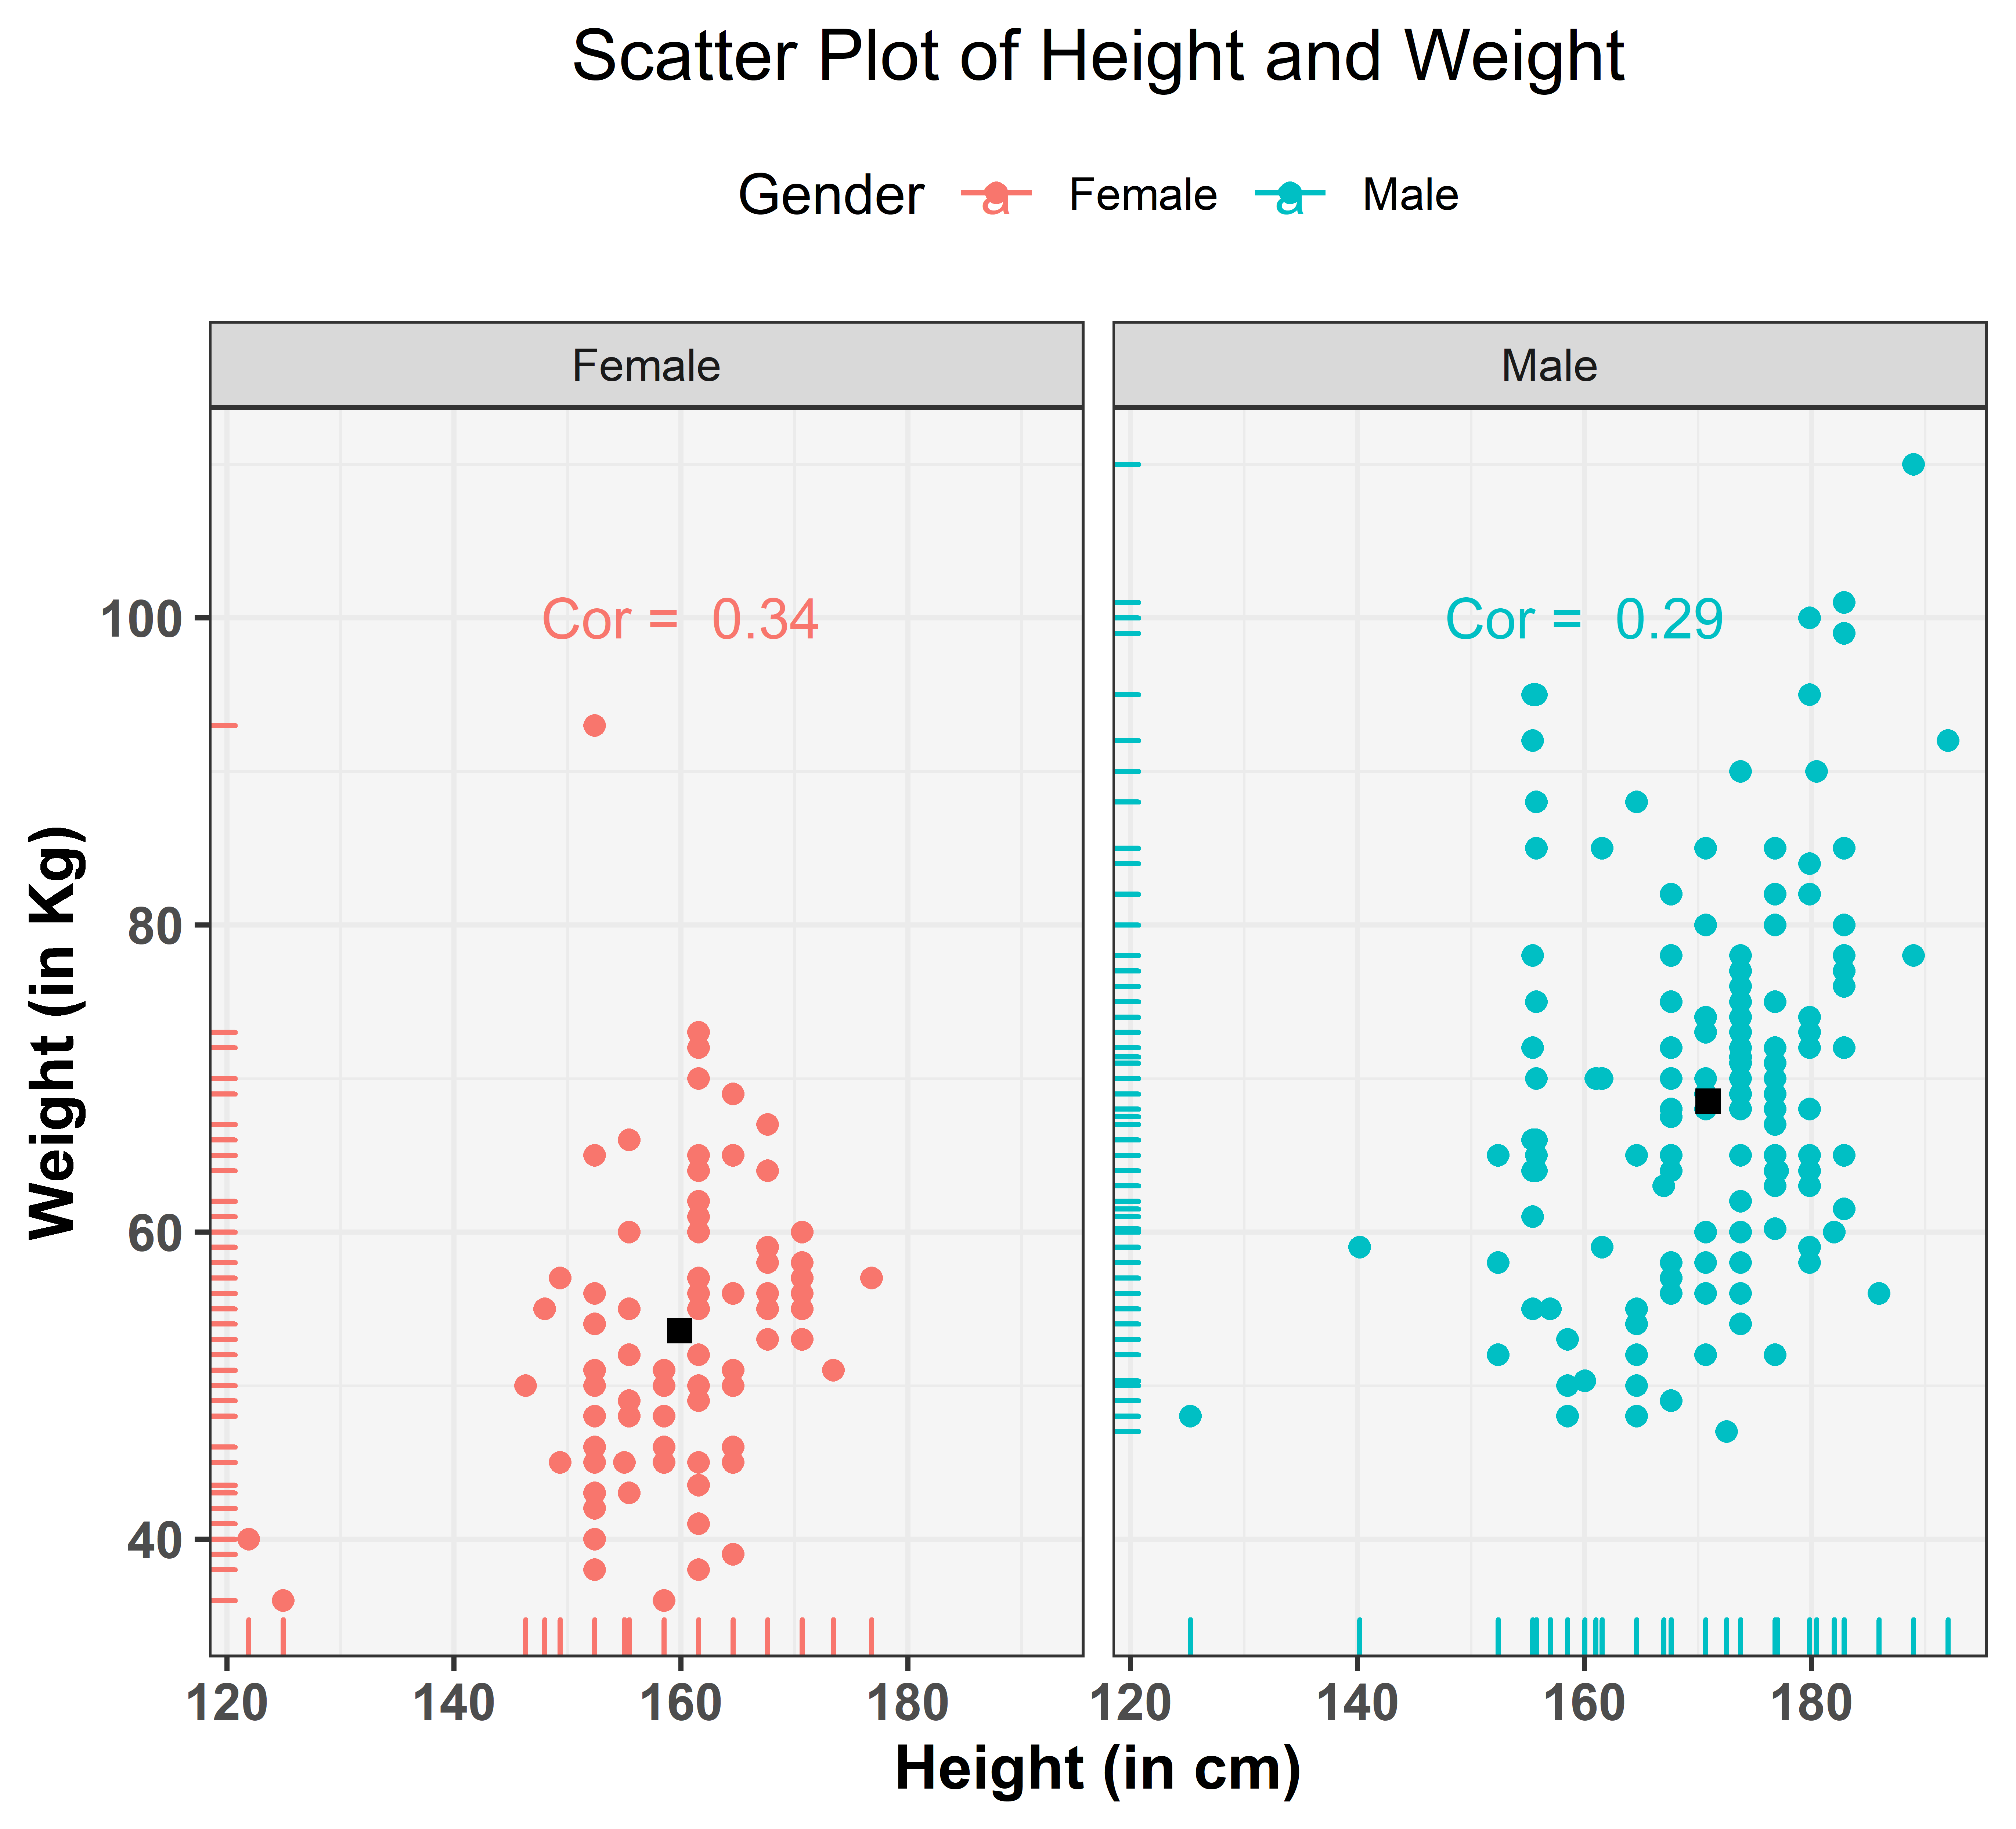 Scatter Plot of Height and Weight
Gender a Female a Male
Female Male
Cor = 0.34 Cor = 0.29
100
80
60
40
Weight (in Kg)
120 140 160 180 120 140 160 180
Height (in cm)